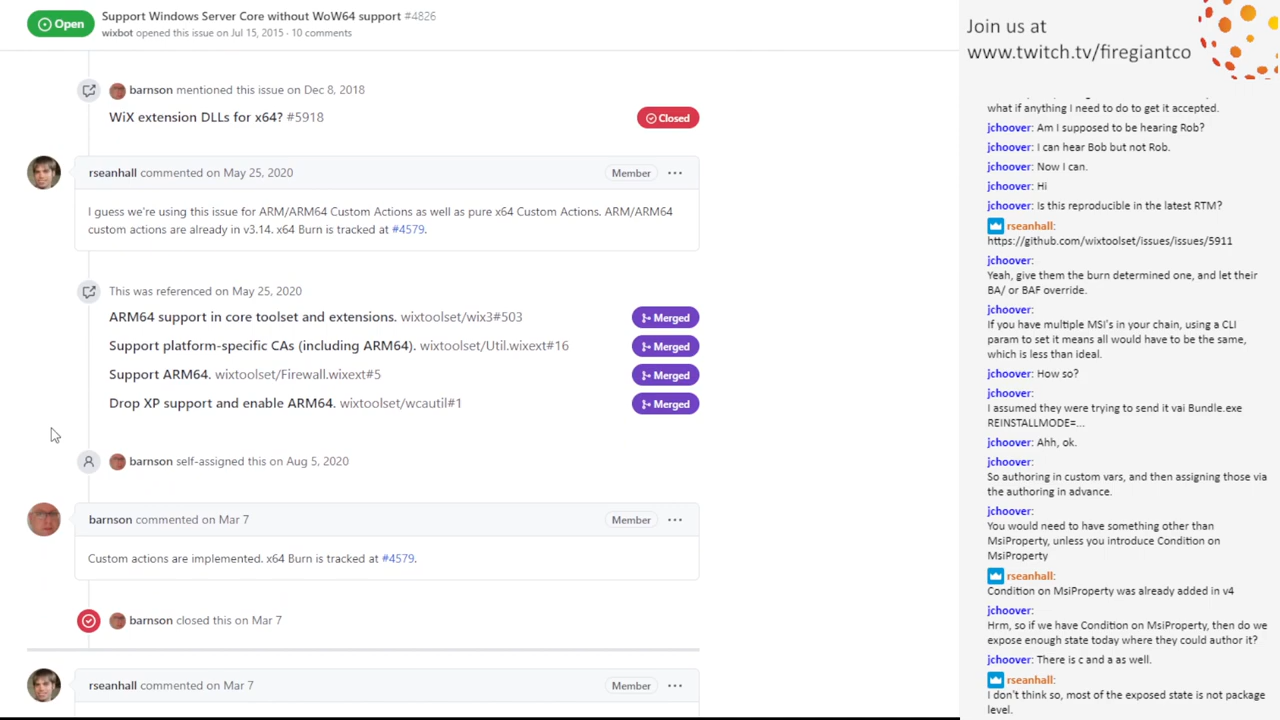 Open
Support Windows Server Core without WoW64 support #4826
wixbot opened this issue on Jul 15, 2015 · 10 comments
barnson mentioned this issue on Dec 8, 2018
WiX extension DLLs for x64? #5918
Closed
rseanhall commented on May 25, 2020
Member
I guess we're using this issue for ARM/ARM64 Custom Actions as well as pure x64 Custom Actions. ARM/ARM64
custom actions are already in v3.14. x64 Burn is tracked at #4579.
This was referenced on May 25, 2020
ARM64 support in core toolset and extensions. wixtoolset/wix3#503
Merged
Support platform-specific CAs (including ARM64). wixtoolset/Util.wixext#16
Merged
Support ARM64. wixtoolset/Firewall.wixext#5
Merged
Drop XP support and enable ARM64. wixtoolset/wcautil#1
Merged
barnson self-assigned this on Aug 5, 2020
barnson commented on Mar 7
Member
Custom actions are implemented. x64 Burn is tracked at #4579.
barnson closed this on Mar 7
rseanhall commented on Mar 7
Member
Join us at
www.twitch.tv/firegiantco
what if anything I need to do to get it accepted.
jchoover: Am I supposed to be hearing Rob?
jchoover: I can hear Bob but not Rob.
jchoover: Now I can.
jchoover: Hi
jchoover: Is this reproducible in the latest RTM?
rseanhall:
https://github.com/wixtoolset/issues/issues/5911
jchoover:
Yeah, give them the burn determined one, and let their
BA/ or BAF override.
jchoover:
If you have multiple MSI's in your chain, using a CLI
param to set it means all would have to be the same,
which is less than ideal.
jchoover: How so?
jchoover:
I assumed they were trying to send it vai Bundle.exe
REINSTALLMODE=...
jchoover: Ahh, ok.
jchoover:
So authoring in custom vars, and then assigning those via
the authoring in advance.
jchoover:
You would need to have something other than
MsiProperty, unless you introduce Condition on
MsiProperty
rseanhall:
Condition on MsiProperty was already added in v4
jchoover:
Hrm, so if we have Condition on MsiProperty, then do we
expose enough state today where they could author it?
jchoover: There is c and a as well.
rseanhall:
I don't think so, most of the exposed state is not package
level.